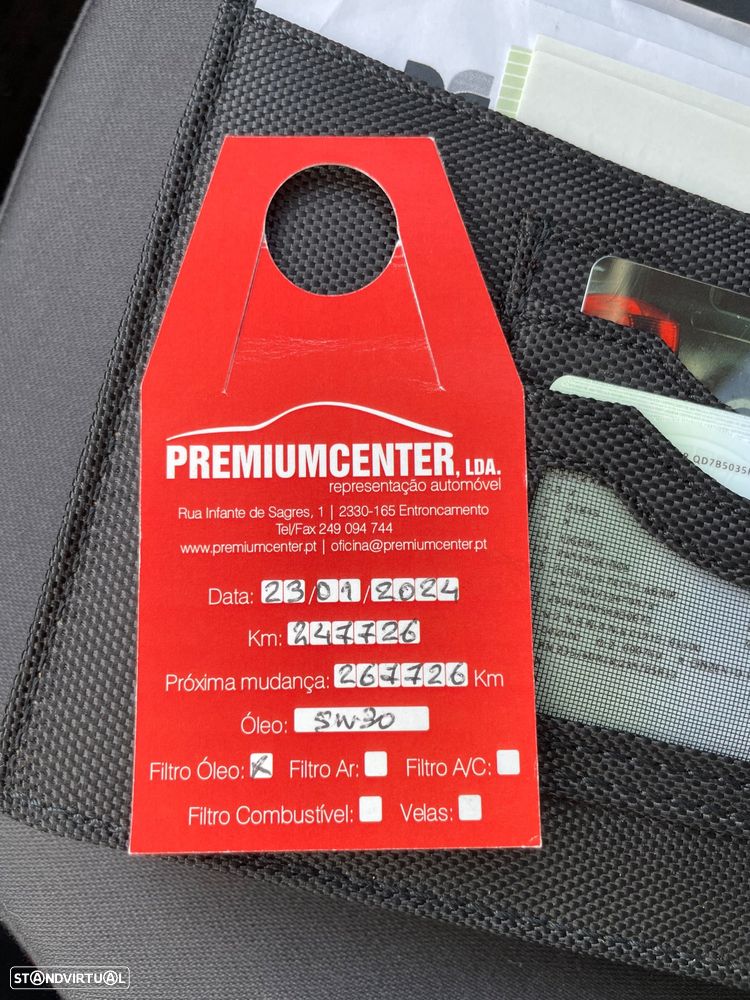 PREMIUMCENTER, LDA.
representação automóvel
Rua Infante de Sagres, 1 | 2330-165 Entroncamento
Tel/Fax 249 094 744
www.premiumcenter.pt | oficina@premiumcenter.pt
Data: 23/01/2024
Km: 247726
Próxima mudança: 267726 Km
Óleo: 5W30
Filtro Óleo: X Filtro Ar: Filtro A/C:
Filtro Combustível: Velas:
STANDVIRTUAL